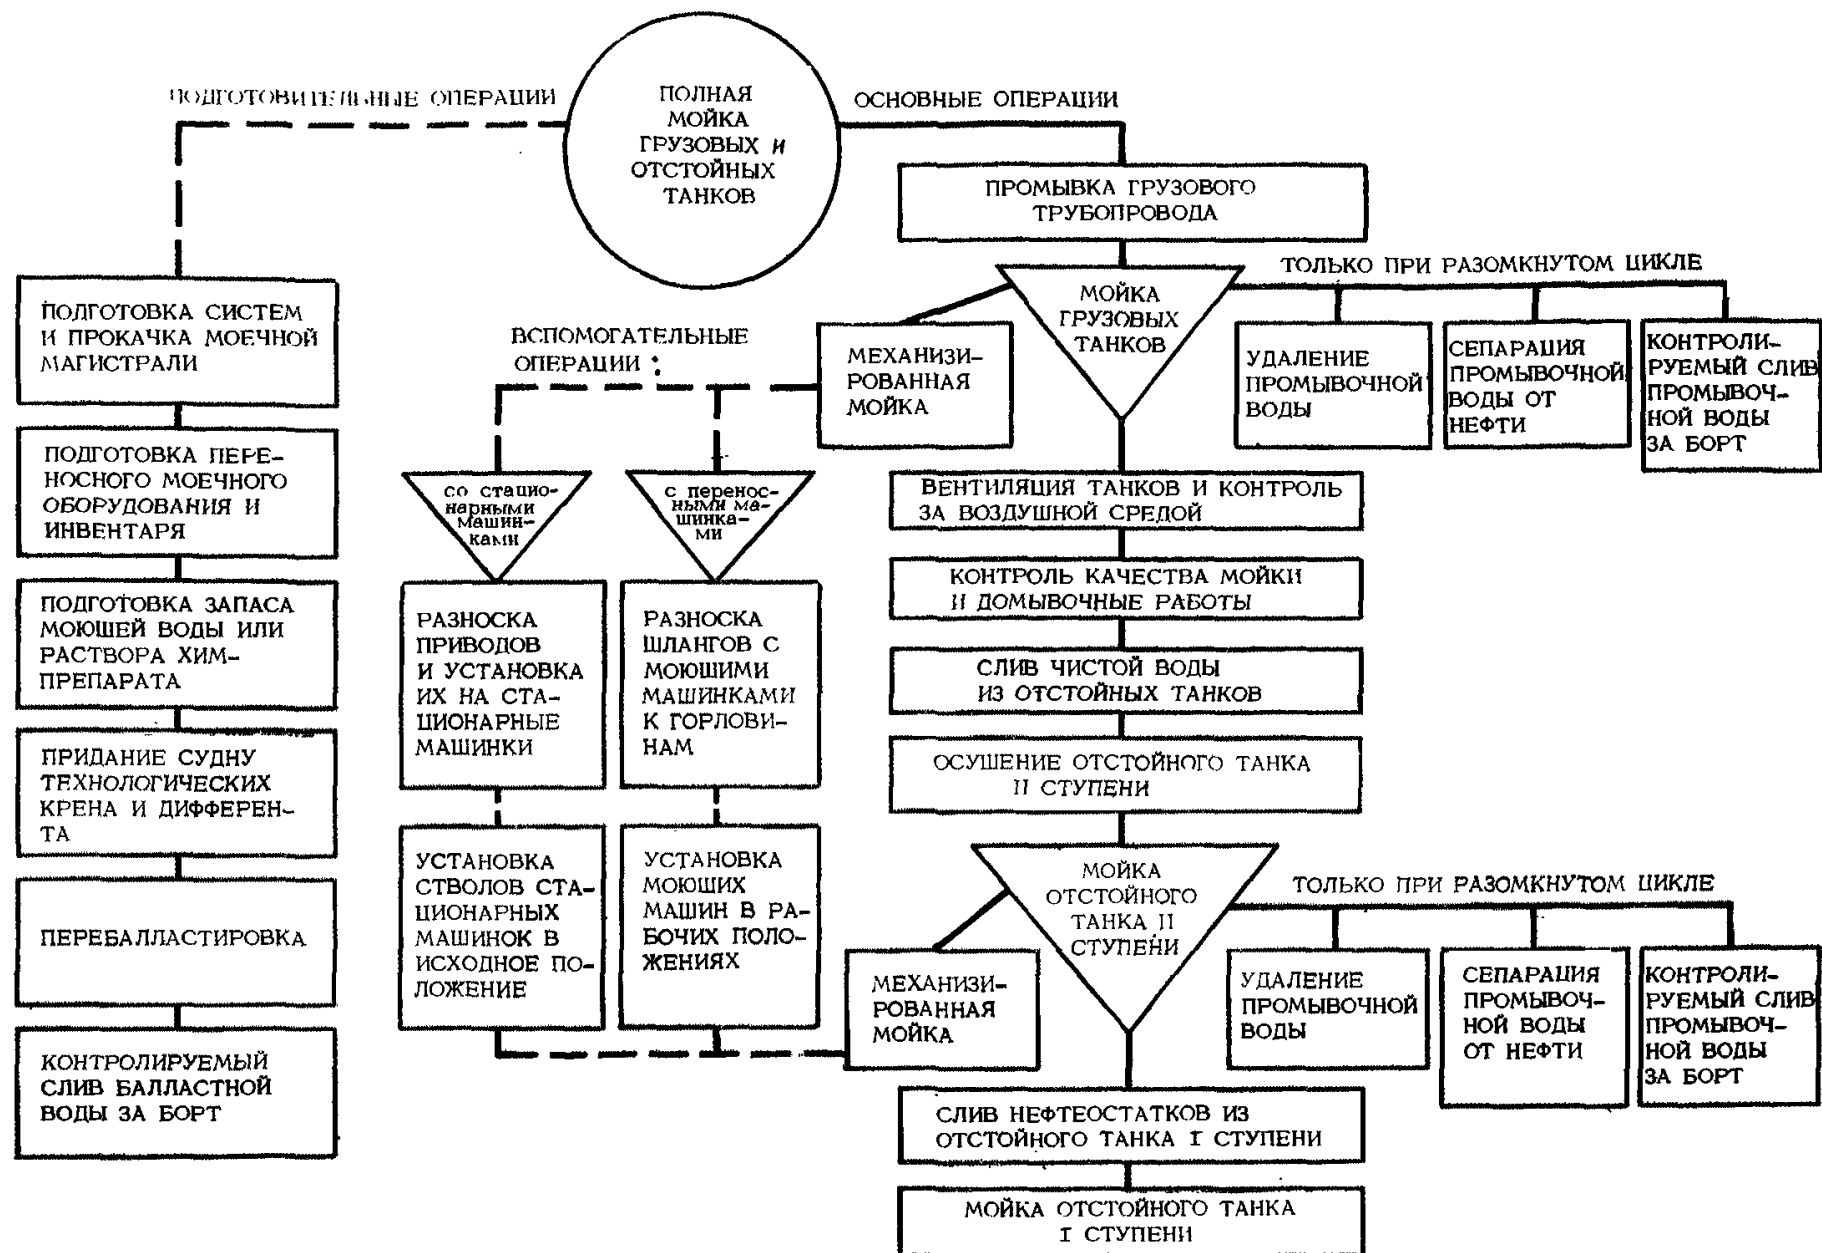 ПОДГОТОВИТЕЛЬНЫЕ ОПЕРАЦИИ
ПОЛНАЯ
МОЙКА
ГРУЗОВЫХ И
ОТСТОЙНЫХ
ТАНКОВ
ОСНОВНЫЕ ОПЕРАЦИИ
ПОДГОТОВКА СИСТЕМ
И ПРОКАЧКА МОЕЧНОЙ
МАГИСТРАЛИ
ПОДГОТОВКА ПЕРЕ-
НОСНОГО МОЕЧНОГО
ОБОРУДОВАНИЯ И
ИНВЕНТАРЯ
ПОДГОТОВКА ЗАПАСА
МОЮШЕЙ ВОДЫ ИЛИ
РАСТВОРА ХИМ-
ПРЕПАРАТА
ПРИДАНИЕ СУДНУ
ТЕХНОЛОГИЧЕСКИХ
КРЕНА И ДИФФЕРЕН-
ТА
ПЕРЕБАЛЛАСТИРОВКА
КОНТРОЛИРУЕМЫЙ
СЛИВ БАЛЛАСТНОЙ
ВОДЫ ЗА БОРТ
ВСПОМОГАТЕЛЬНЫЕ
ОПЕРАЦИИ :
со стацио-
нарными
машин-
ками
РАЗНОСКА
ПРИВОДОВ
И УСТАНОВКА
ИХ НА СТА-
ЦИОНАРНЫЕ
МАШИНКИ
УСТАНОВКА
СТВОЛОВ СТА-
ЦИОНАРНЫХ
МАШИНОК В
ИСХОДНОЕ ПО-
ЛОЖЕНИЕ
с перенос-
ными ма-
шинка-
ми
РАЗНОСКА
ШЛАНГОВ С
МОЮШИМИ
МАШИНКАМИ
К ГОРЛОВИ-
НАМ
УСТАНОВКА
МОЮШИХ
МАШИН В РА-
БОЧИХ ПОЛО-
ЖЕНИЯХ
ПРОМЫВКА ГРУЗОВОГО
ТРУБОПРОВОДА
МОЙКА
ГРУЗОВЫХ
ТАНКОВ
МЕХАНИЗИ-
РОВАННАЯ
МОЙКА
ТОЛЬКО ПРИ РАЗОМКНУТОМ ЦИКЛЕ
УДАЛЕНИЕ
ПРОМЫВОЧНОЙ
ВОДЫ
СЕПАРАЦИЯ
ПРОМЫВОЧНОЙ
ВОДЫ ОТ
НЕФТИ
КОНТРОЛИ-
РУЕМЫЙ СЛИВ
ПРОМЫВОЧ-
НОЙ ВОДЫ
ЗА БОРТ
ВЕНТИЛЯЦИЯ ТАНКОВ И КОНТРОЛЬ
ЗА ВОЗДУШНОЙ СРЕДОЙ
КОНТРОЛЬ КАЧЕСТВА МОЙКИ
И ДОМЫВОЧНЫЕ РАБОТЫ
СЛИВ ЧИСТОЙ ВОДЫ
ИЗ ОТСТОЙНЫХ ТАНКОВ
ОСУШЕНИЕ ОТСТОЙНОГО ТАНКА
II СТУПЕНИ
МОЙКА
ОТСТОЙНОГО
ТАНКА II
СТУПЕНИ
МЕХАНИЗИ-
РОВАННАЯ
МОЙКА
ТОЛЬКО ПРИ РАЗОМКНУТОМ ЦИКЛЕ
УДАЛЕНИЕ
ПРОМЫВОЧНОЙ
ВОДЫ
СЕПАРАЦИЯ
ПРОМЫВОЧ-
НОЙ ВОДЫ
ОТ НЕФТИ
КОНТРОЛИ-
РУЕМЫЙ СЛИВ
ПРОМЫВОЧ-
НОЙ ВОДЫ
ЗА БОРТ
СЛИВ НЕФТЕОСТАТКОВ ИЗ
ОТСТОЙНОГО ТАНКА I СТУПЕНИ
МОЙКА ОТСТОЙНОГО ТАНКА
I СТУПЕНИ